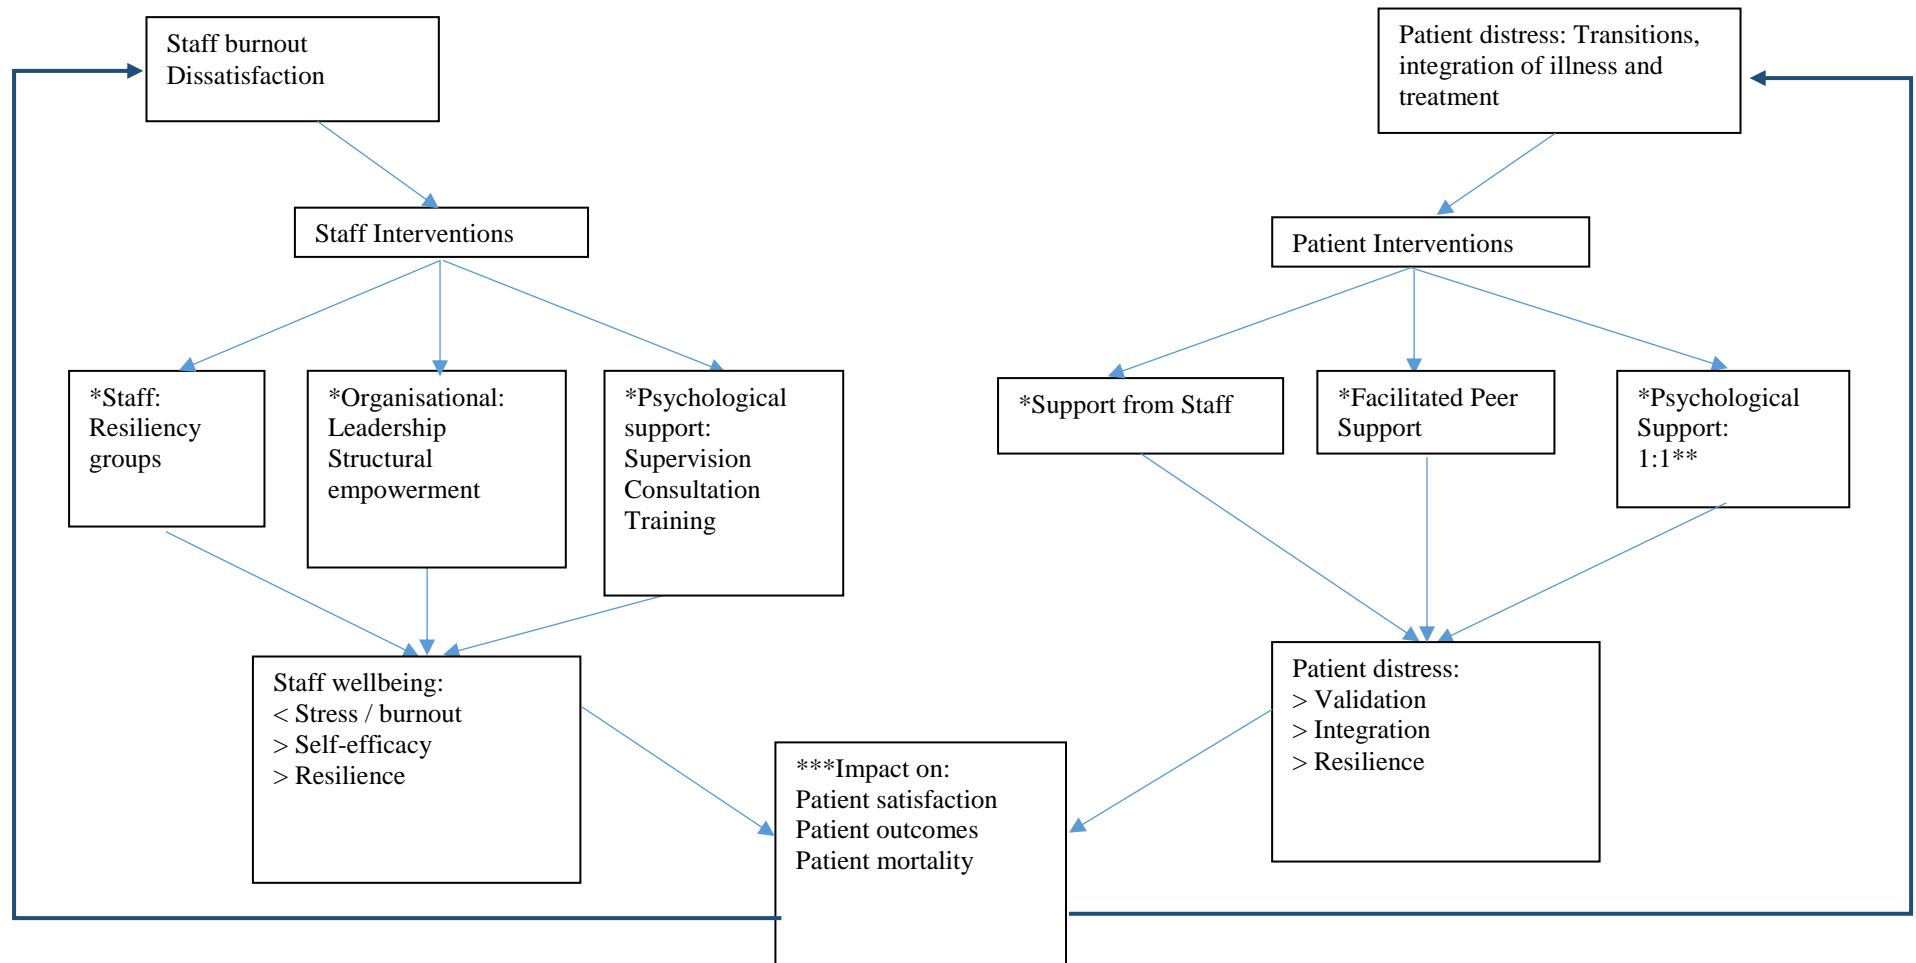 Staff burnout
Dissatisfaction
Patient distress: Transitions,
integration of illness and
treatment
Staff Interventions
Patient Interventions
*Staff:
Resiliency
groups
*Organisational:
Leadership
Structural
empowerment
*Psychological
support:
Supervision
Consultation
Training
*Support from Staff
*Facilitated Peer
Support
*Psychological
Support:
1:1**
Staff wellbeing:
< Stress / burnout
> Self-efficacy
> Resilience
Patient distress:
> Validation
> Integration
> Resilience
***Impact on:
Patient satisfaction
Patient outcomes
Patient mortality